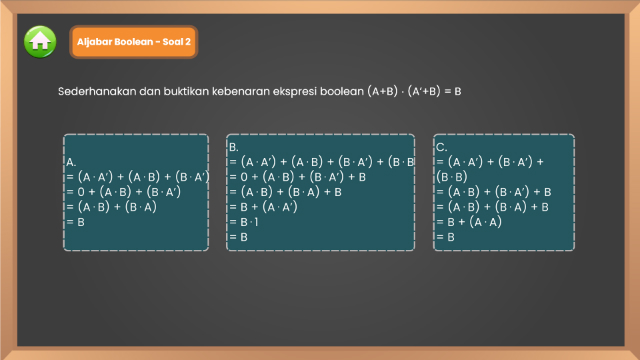 Aljabar Boolean - Soal 2
Sederhanakan dan buktikan kebenaran ekspresi boolean (A+B) · (A'+B) = B
A.
= (A · A') + (A · B) + (B · A')
= 0 + (A · B) + (B · A')
= (A · B) + (B · A)
= B
B.
= (A · A') + (A · B) + (B · A') + (B · B
= 0 + (A · B) + (B · A') + B
= (A · B) + (B · A) + B
= B + (A · A')
= B · 1
= B
C.
= (A · A') + (B · A') +
(B · B)
= (A · B) + (B · A') + B
= (A · B) + (B · A) + B
= B + (A · A)
= B